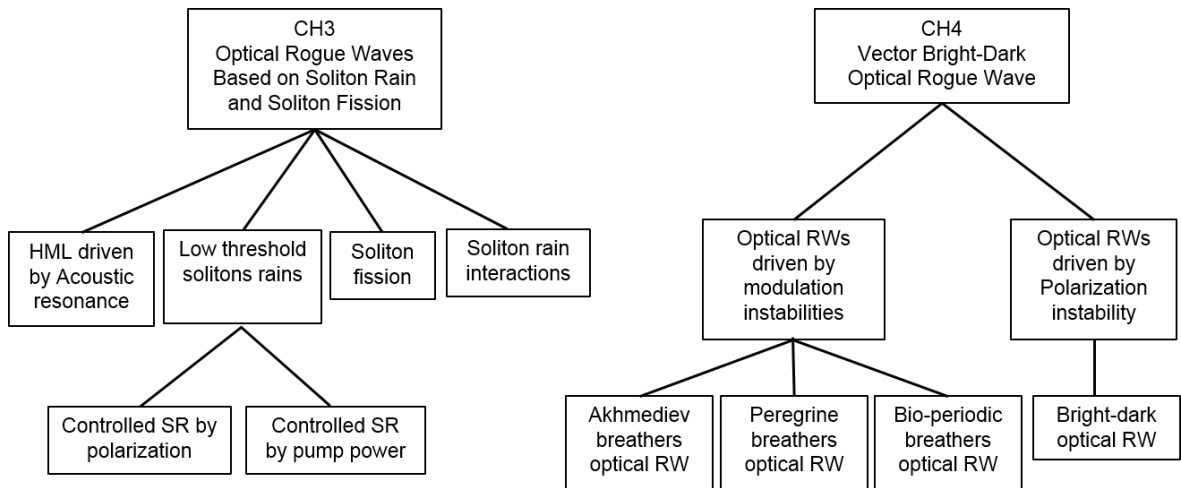 CH3
Optical Rogue Waves
Based on Soliton Rain
and Soliton Fission
CH4
Vector Bright-Dark
Optical Rogue Wave
HML driven
by Acoustic
resonance
Low threshold
solitons rains
Soliton
fission
Soliton rain
interactions
Optical RWs
driven by
modulation
instabilities
Optical RWs
driven by
Polarization
instability
Controlled SR by
polarization
Controlled SR
by pump power
Akhmediev
breathers
optical RW
Peregrine
breathers
optical RW
Bio-periodic
breathers
optical RW
Bright-dark
optical RW